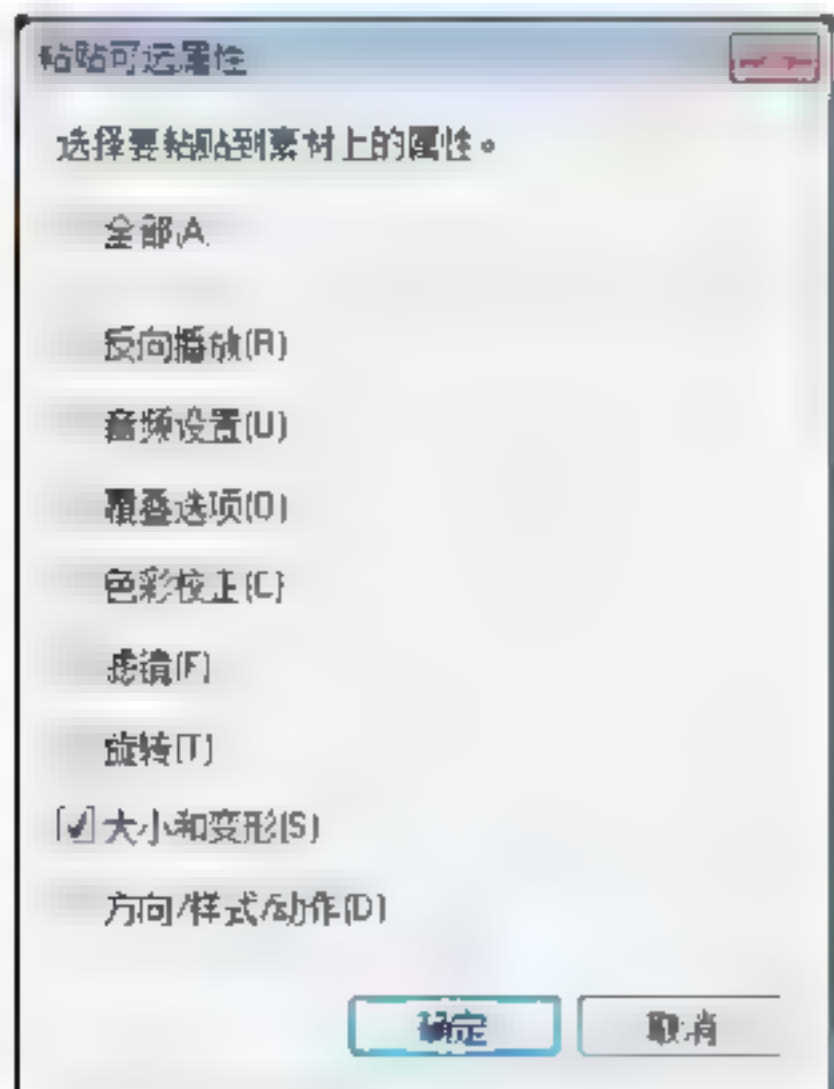 粘贴可选属性
选择要粘贴到素材上的属性。
全部(A)
反向播放(R)
音频设置(U)
覆叠选项(O)
色彩校正(C)
滤镜(F)
旋转(T)
大小和变形(S)
方向/样式/动作(D)
确定 取消